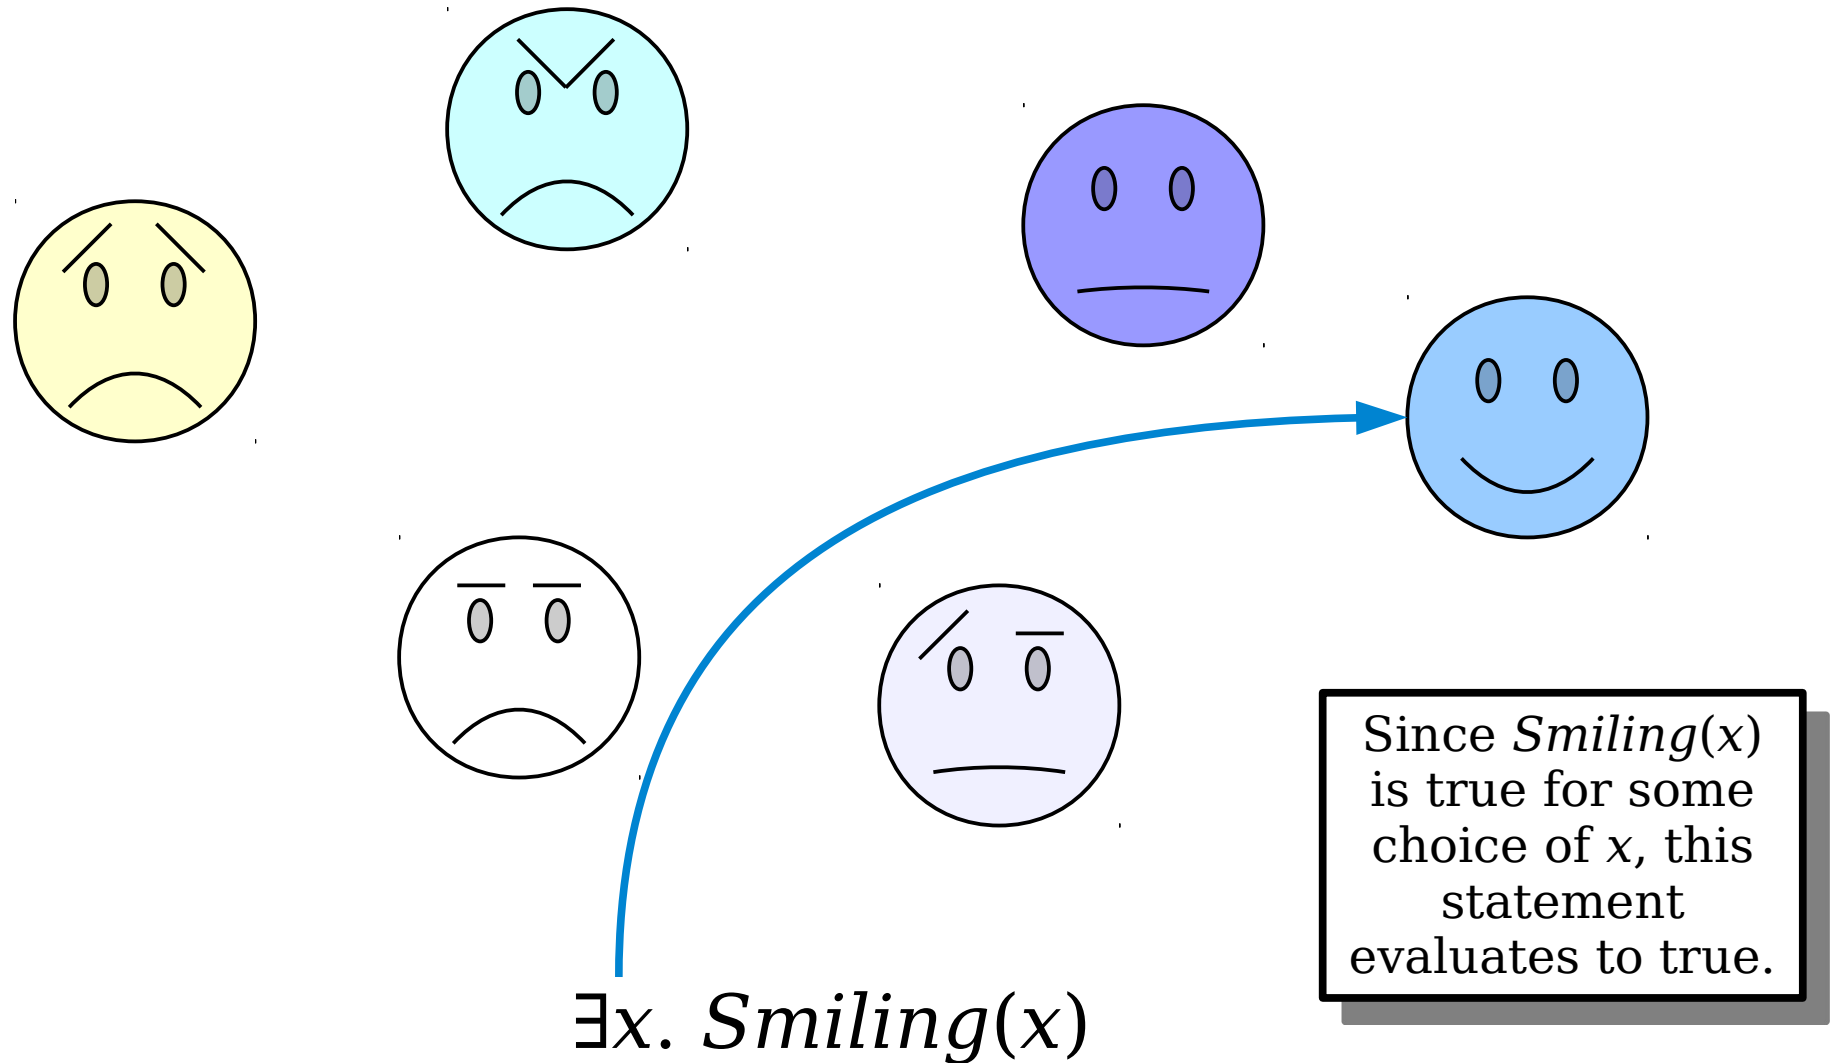 Since Smiling(x)
is true for some
choice of x, this
statement
evaluates to true.
∃x. Smiling(x)